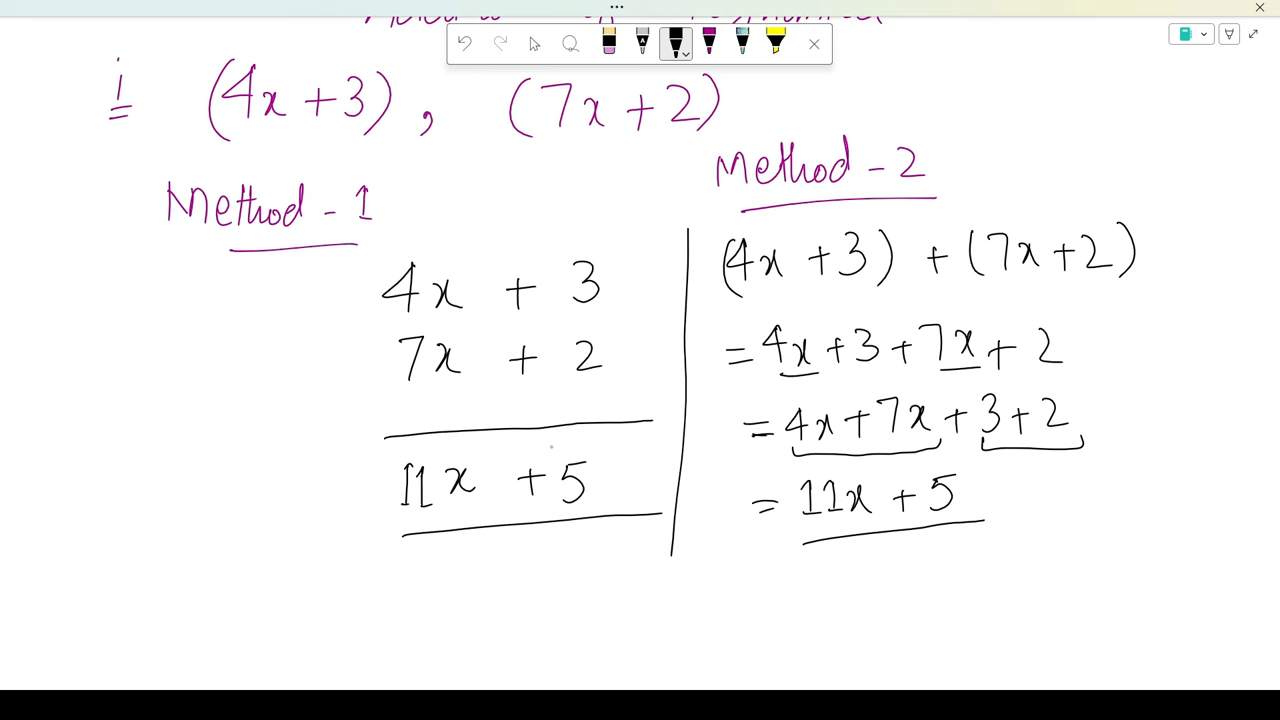 i (4x + 3) , (7x + 2)
Method - 1
4x + 3
7x + 2
11x + 5
Method - 2
(4x + 3) + (7x + 2)
= 4x + 3 + 7x + 2
= 4x + 7x + 3 + 2
= 11x + 5